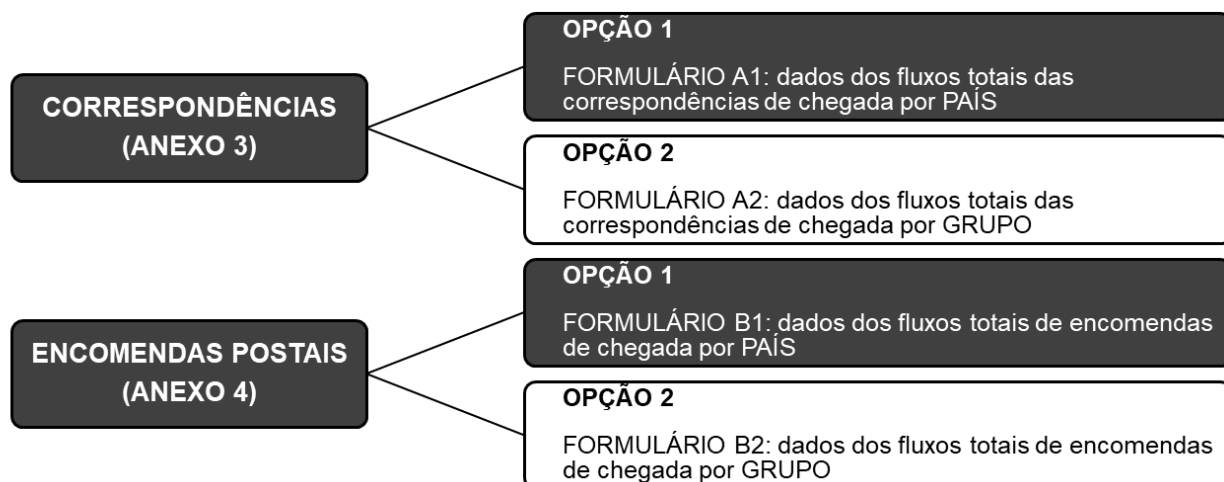 CORRESPONDÊNCIAS
(ANEXO 3)
OPÇÃO 1
FORMULÁRIO A1: dados dos fluxos totais das
correspondências de chegada por PAÍS
OPÇÃO 2
FORMULÁRIO A2: dados dos fluxos totais das
correspondências de chegada por GRUPO
ENCOMENDAS POSTAIS
(ANEXO 4)
OPÇÃO 1
FORMULÁRIO B1: dados dos fluxos totais de encomendas
de chegada por PAÍS
OPÇÃO 2
FORMULÁRIO B2: dados dos fluxos totais de encomendas
de chegada por GRUPO